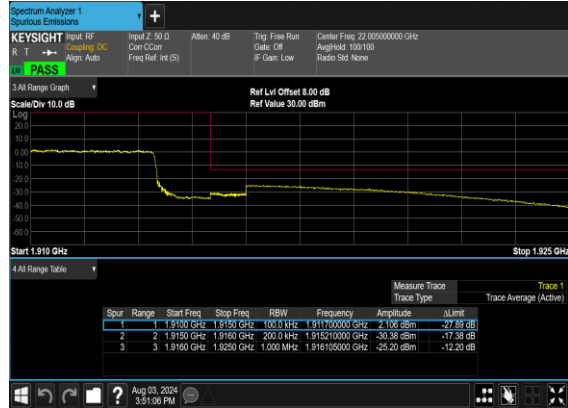 Spectrum Analyzer 1
Spurious Emissions
+
KEYSIGHT Input: RF Input Z: 50 Ω Atten: 40 dB Trig: Free Run Center Freq: 22.005000000 GHz
R T Coupling: DC Corr CCorr Gate: Off Avg|Hold: 100/100
Align: Auto Freq Ref: Int (S) IF Gain: Low Radio Std: None
PASS
3 All Range Graph
Ref Lvl Offset 8.00 dB
Scale/Div 10.0 dB Ref Value 30.00 dBm
Log
20.0
10.0
0.00
-10.0
-20.0
-30.0
-40.0
-50.0
-60.0
Start 1.910 GHz Stop 1.925 GHz
4 All Range Table
Measure Trace Trace 1
Trace Type Trace Average (Active)
Spur Range Start Freq Stop Freq RBW Frequency Amplitude ΔLimit
1 1 1.9100 GHz 1.9150 GHz 100.0 kHz 1.911700000 GHz 2.106 dBm -27.89 dB
2 2 1.9150 GHz 1.9160 GHz 200.0 kHz 1.915210000 GHz -30.38 dBm -17.38 dB
3 3 1.9160 GHz 1.9250 GHz 1.000 MHz 1.916105000 GHz -25.20 dBm -12.20 dB
? Aug 03, 2024
3:51:06 PM